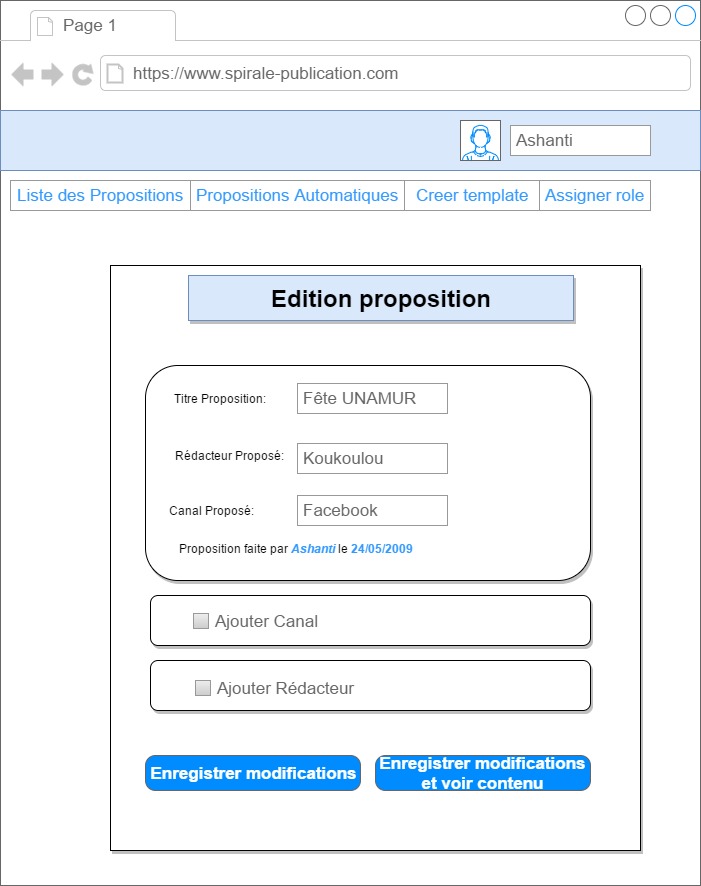 Page 1
https://www.spirale-publication.com
Ashanti
Liste des Propositions Propositions Automatiques Creer template Assigner role
Edition proposition
Titre Proposition: Fête UNAMUR
Rédacteur Proposé: Koukoulou
Canal Proposé: Facebook
Proposition faite par Ashanti le 24/05/2009
Ajouter Canal
Ajouter Rédacteur
Enregistrer modifications
Enregistrer modifications
et voir contenu